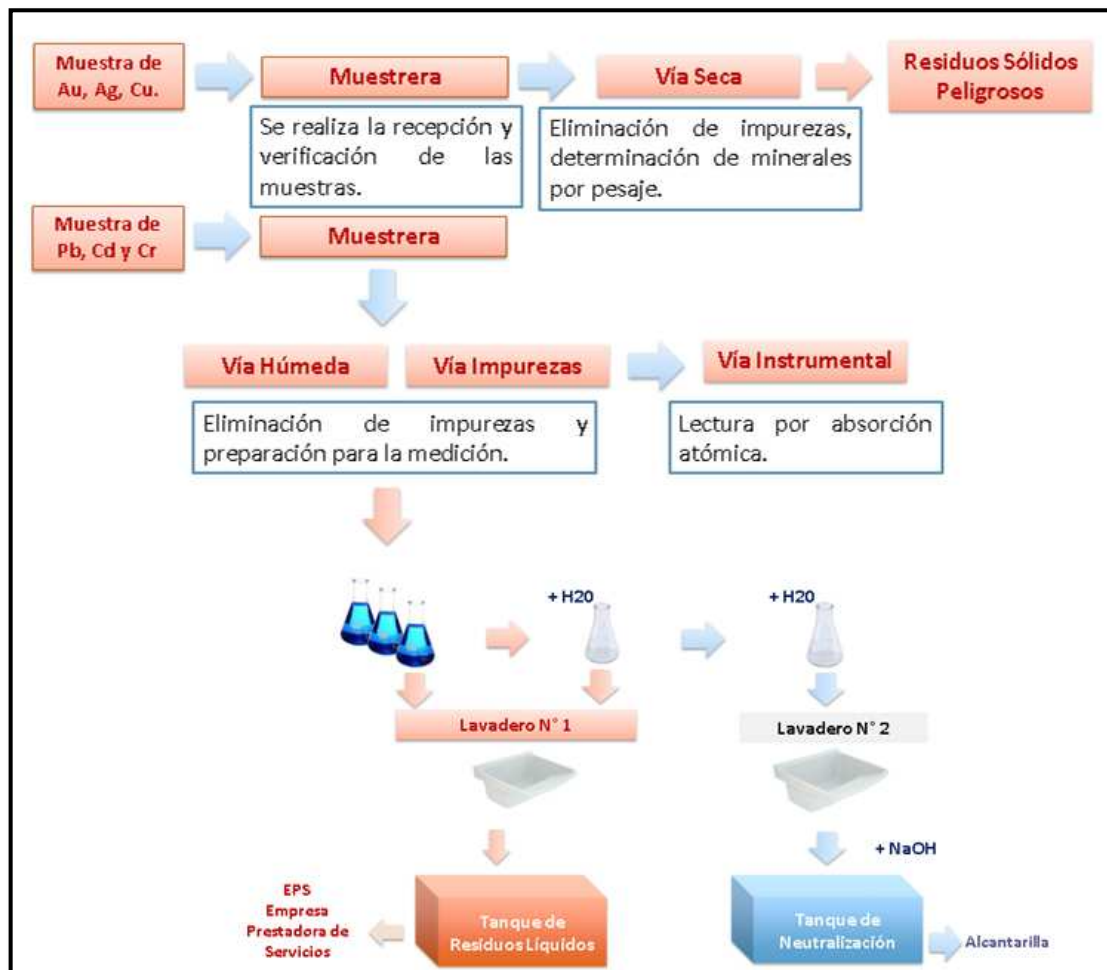 Muestra de
Au, Ag, Cu.
Muestrera
Vía Seca
Residuos Sólidos
Peligrosos
Se realiza la recepción y
verificación de las
muestras.
Eliminación de impurezas,
determinación de minerales
por pesaje.
Muestra de
Pb, Cd y Cr
Muestrera
Vía Húmeda
Vía Impurezas
Vía Instrumental
Eliminación de impurezas y
preparación para la medición.
Lectura por absorción
atómica.
+ H20
+ H20
Lavadero N° 1
Lavadero N° 2
+ NaOH
EPS
Empresa
Prestadora de
Servicios
Tanque de
Resíduos Líquidos
Tanque de
Neutralización
Alcantarilla